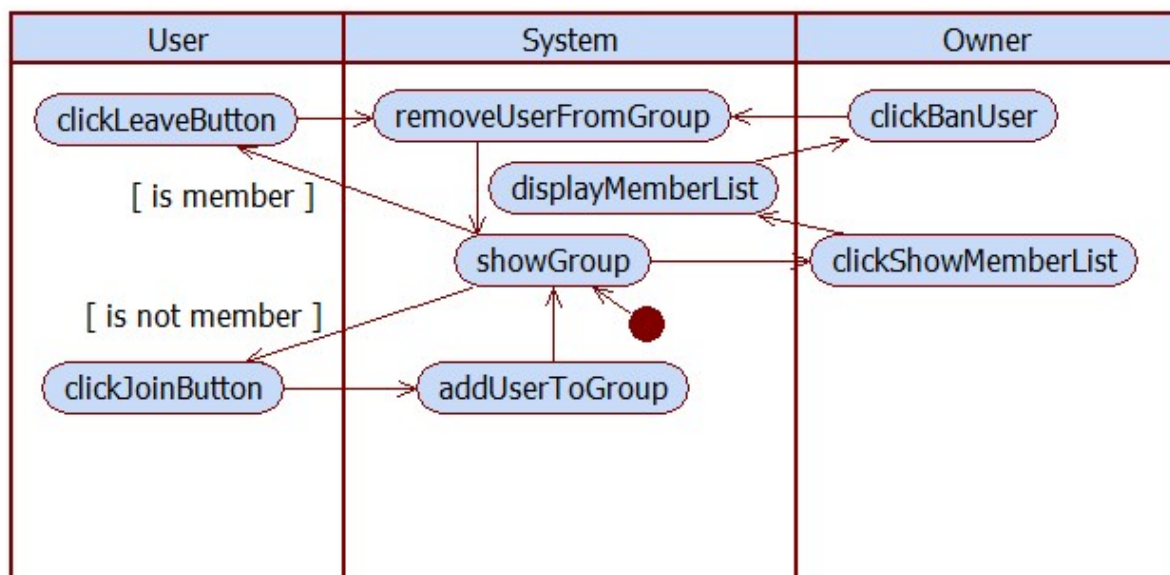 User
System
Owner
clickLeaveButton
removeUserFromGroup
clickBanUser
displayMemberList
[ is member ]
showGroup
clickShowMemberList
[ is not member ]
clickJoinButton
addUserToGroup